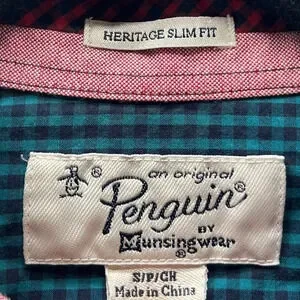 HERITAGE SLIM FIT
an original
Penguin®
BY
Munsingwear®
S/P/CH
Made in China